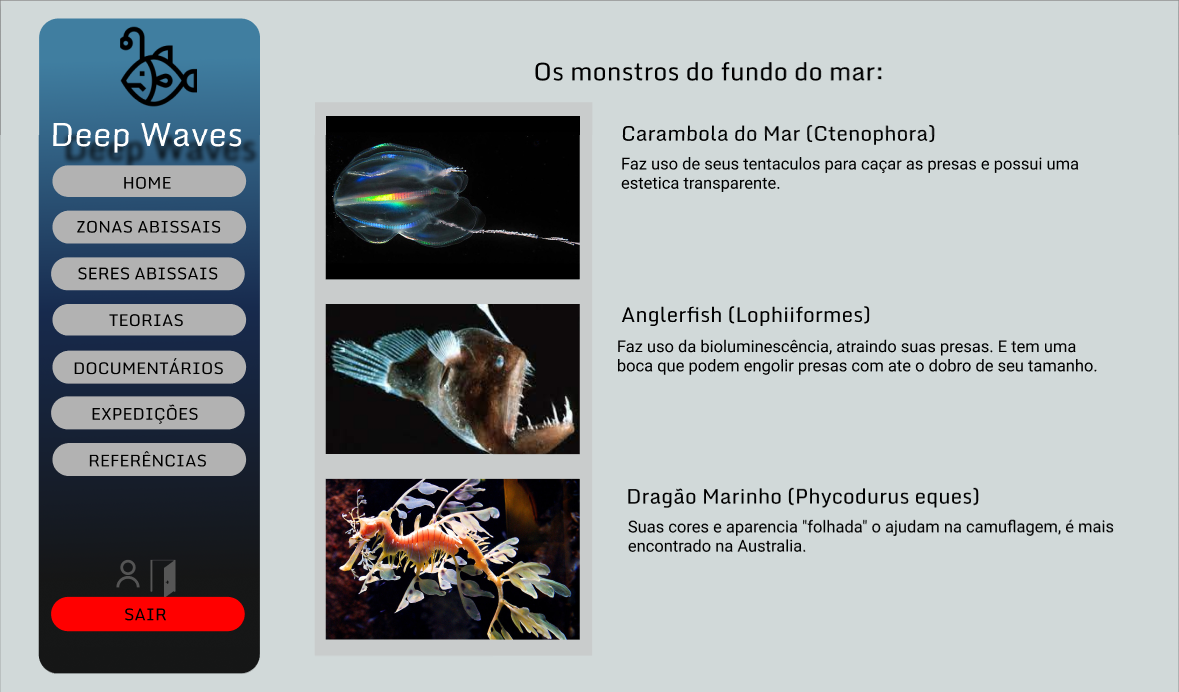 Deep Waves
HOME
ZONAS ABISSAIS
SERES ABISSAIS
TEORIAS
DOCUMENTÁRIOS
EXPEDIÇÕES
REFERÊNCIAS
SAIR
Os monstros do fundo do mar:
Carambola do Mar (Ctenophora)
Faz uso de seus tentaculos para caçar as presas e possui uma
estetica transparente.
Anglerfish (Lophiiformes)
Faz uso da bioluminescência, atraindo suas presas. E tem uma
boca que podem engolir presas com ate o dobro de seu tamanho.
Dragão Marinho (Phycodurus eques)
Suas cores e aparencia "folhada" o ajudam na camuflagem, é mais
encontrado na Australia.